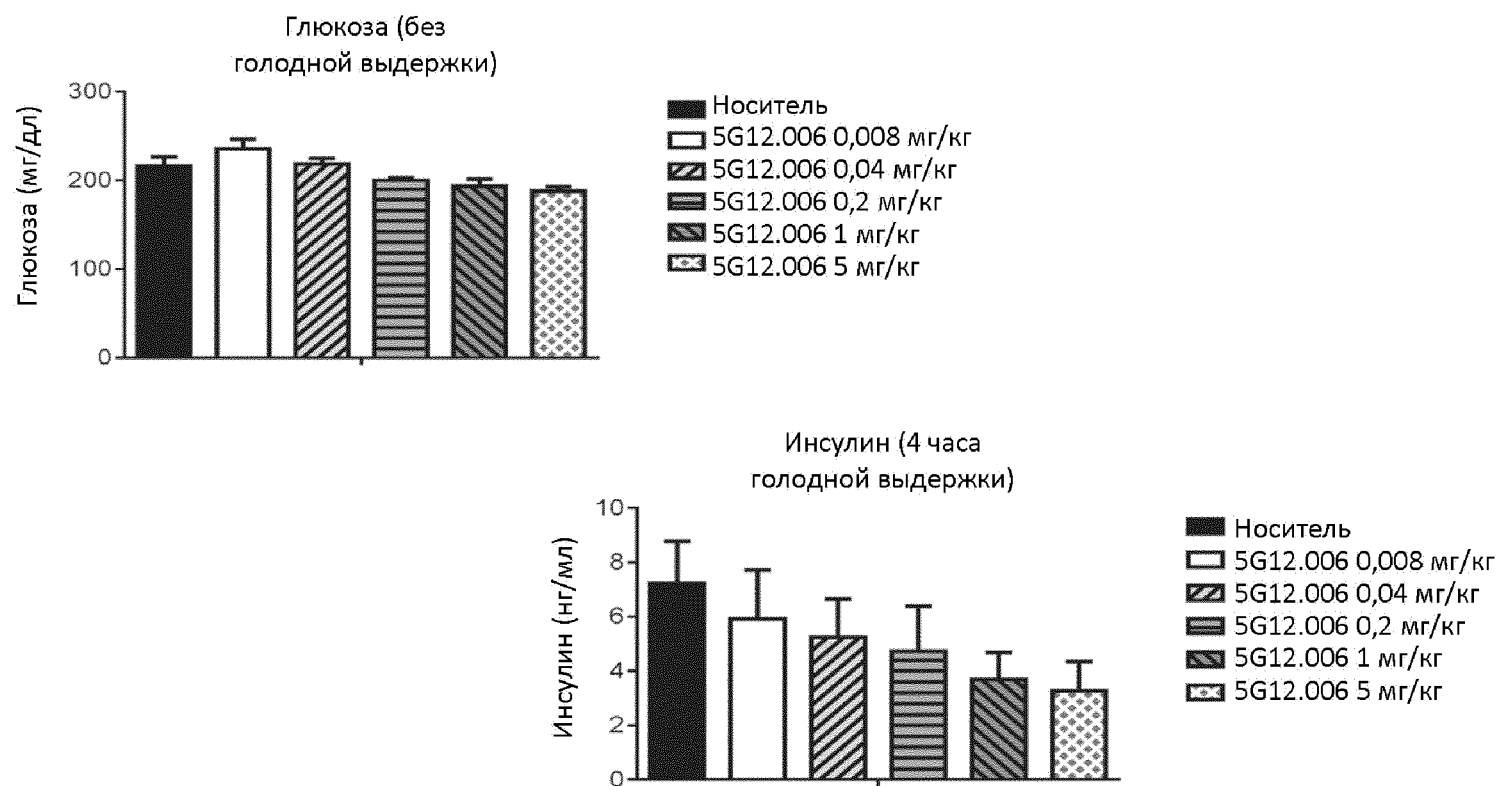 Глюкоза (без
голодной выдержки)
Глюкоза (мг/дл)
300
200
100
0
Носитель
5G12.006 0,008 мг/кг
5G12.006 0,04 мг/кг
5G12.006 0,2 мг/кг
5G12.006 1 мг/кг
5G12.006 5 мг/кг
Инсулин (4 часа
голодной выдержки)
Инсулин (нг/мл)
10
8
6
4
2
0
Носитель
5G12.006 0,008 мг/кг
5G12.006 0,04 мг/кг
5G12.006 0,2 мг/кг
5G12.006 1 мг/кг
5G12.006 5 мг/кг